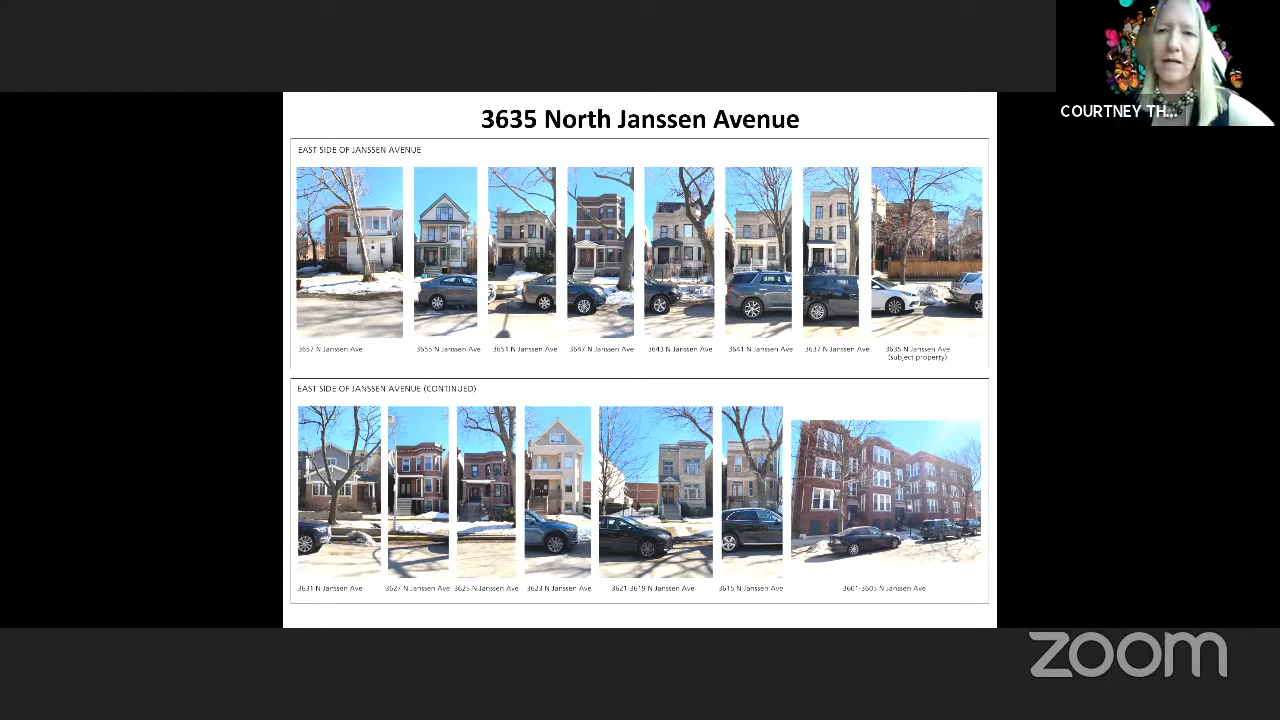 COURTNEY TH...
3635 North Janssen Avenue
EAST SIDE OF JANSSEN AVENUE
3657 N Janssen Ave
3655 N Janssen Ave
3651 N Janssen Ave
3647 N Janssen Ave
3643 N Janssen Ave
3641 N Janssen Ave
3637 N Janssen Ave
3635 N Janssen Ave
(subject property)
EAST SIDE OF JANSSEN AVENUE (CONTINUED)
3631 N Janssen Ave
3627 N Janssen Ave
3625 N Janssen Ave
3623 N Janssen Ave
3621-3619 N Janssen Ave
3615 N Janssen Ave
3601-3605 N Janssen Ave
zoom